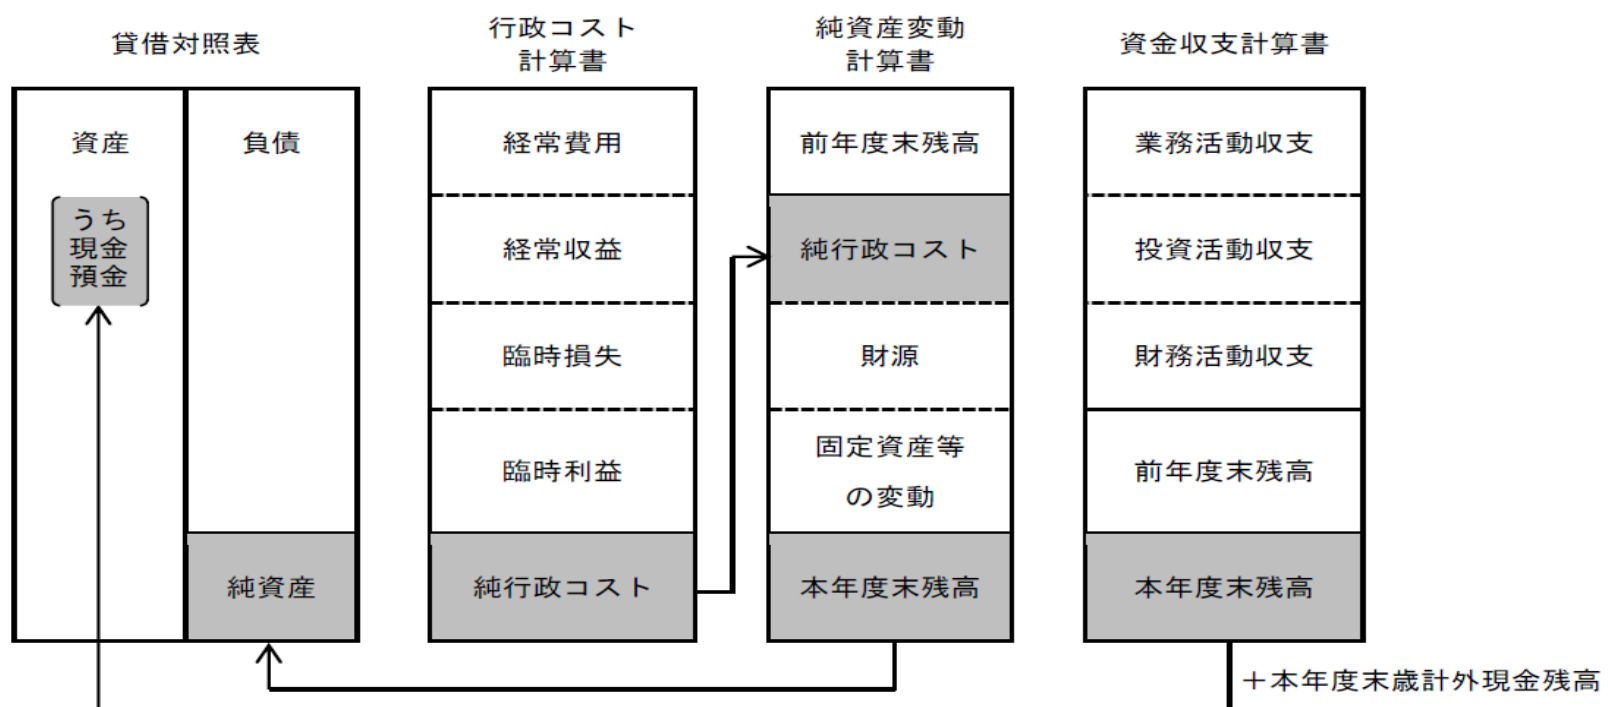 貸借対照表
資産
うち
現金
預金
負債
純資産
行政コスト
計算書
経常費用
経常収益
臨時損失
臨時利益
純行政コスト
純資産変動
計算書
前年度末残高
純行政コスト
財源
固定資産等
の変動
本年度末残高
資金収支計算書
業務活動収支
投資活動収支
財務活動収支
前年度末残高
本年度末残高
＋本年度末歳計外現金残高